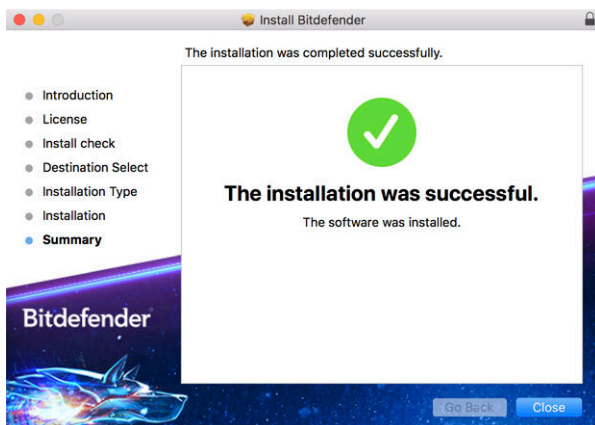 Install Bitdefender
The installation was completed successfully.
Introduction
License
Install check
Destination Select
Installation Type
Installation
Summary
The installation was successful.
The software was installed.
Bitdefender
Go Back
Close